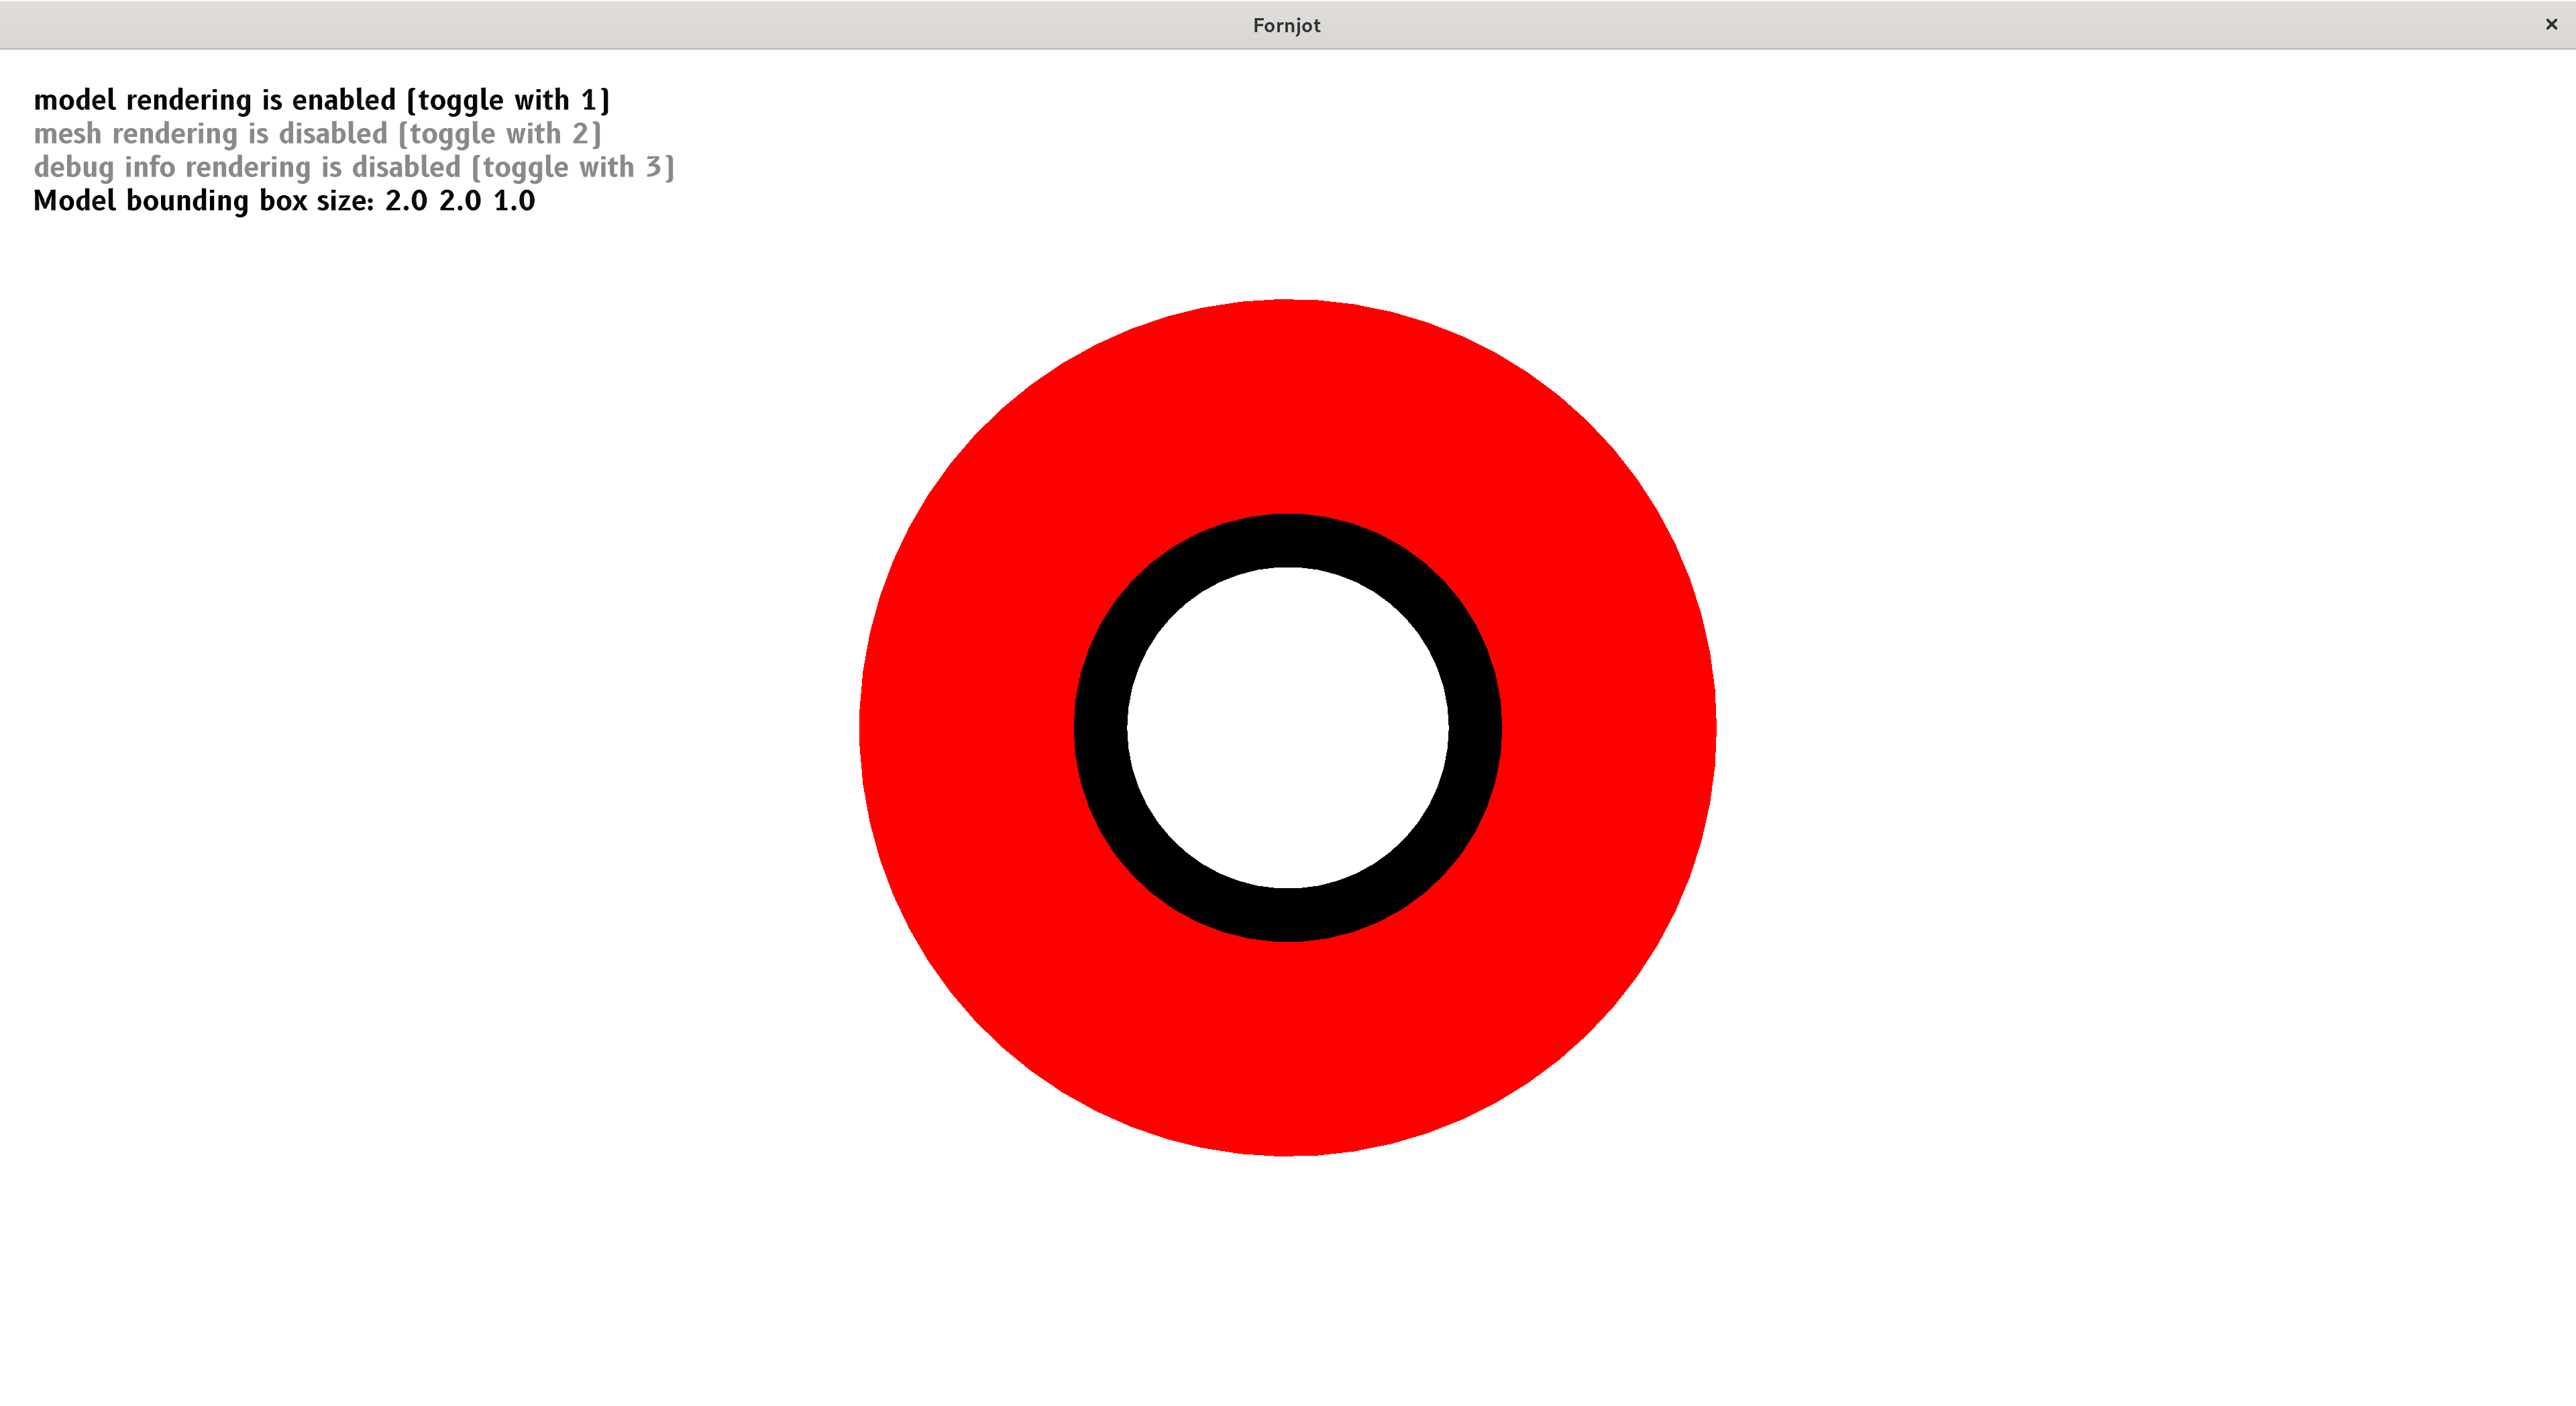 Fornjot
model rendering is enabled (toggle with 1)
mesh rendering is disabled (toggle with 2)
debug info rendering is disabled (toggle with 3)
Model bounding box size: 2.0 2.0 1.0